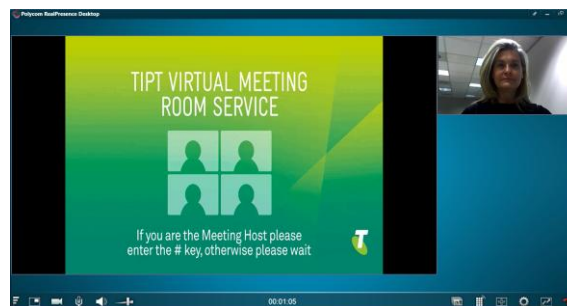 Polycom RealPresence Desktop
TIPT VIRTUAL MEETING
ROOM SERVICE
If you are the Meeting Host please
enter the # key, otherwise please wait
T
00:01:05